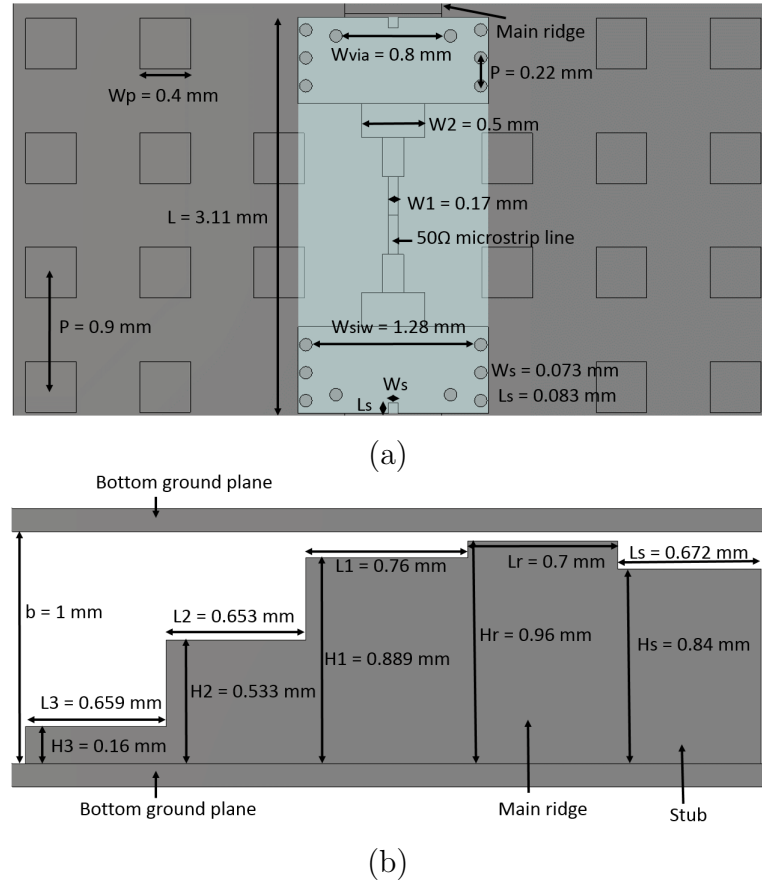 Main ridge
Wvia = 0.8 mm
P = 0.22 mm
Wp = 0.4 mm
W2 = 0.5 mm
L = 3.11 mm
W1 = 0.17 mm
50Ω microstrip line
P = 0.9 mm
Wsiw = 1.28 mm
Ws = 0.073 mm
Ws
Ls
Ls = 0.083 mm
(a)
Bottom ground plane
L1 = 0.76 mm
Lr = 0.7 mm
Ls = 0.672 mm
b = 1 mm
L2 = 0.653 mm
H1 = 0.889 mm
Hr = 0.96 mm
Hs = 0.84 mm
H2 = 0.533 mm
L3 = 0.659 mm
H3 = 0.16 mm
Bottom ground plane
Main ridge
Stub
(b)